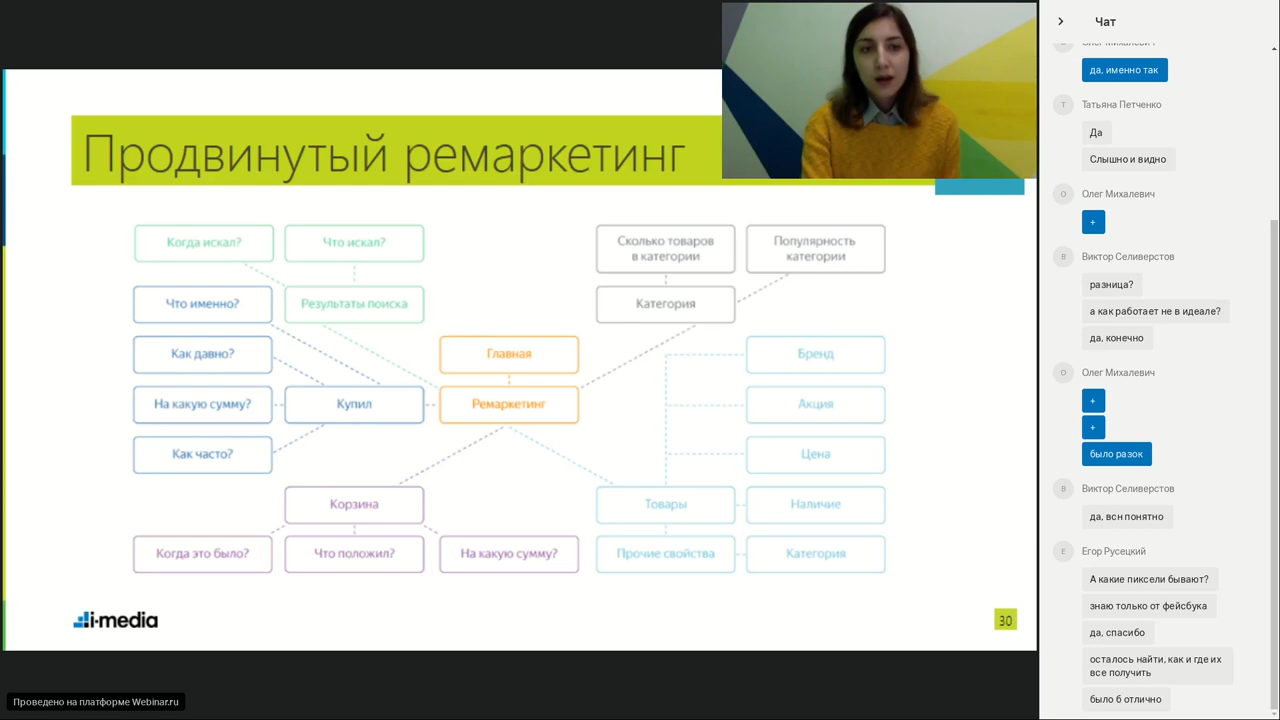 Продвинутый ремаркетинг
Когда искал?
Что искал?
Сколько товаров
в категории
Популярность
категории
Что именно?
Результаты поиска
Категория
Как давно?
Главная
Бренд
На какую сумму?
Купил
Ремаркетинг
Акция
Как часто?
Цена
Корзина
Товары
Наличие
Когда это было?
Что положил?
На какую сумму?
Прочие свойства
Категория
i-media
30
Проведено на платформе Webinar.ru
Чат
Олег Михалевич
да, именно так
Т
Татьяна Петченко
Да
Слышно и видно
О
Олег Михалевич
+
В
Виктор Селиверстов
разница?
а как работает не в идеале?
да, конечно
О
Олег Михалевич
+
+
было разок
В
Виктор Селиверстов
да, всн понятно
Е
Егор Русецкий
А какие пиксели бывают?
знаю только от фейсбука
да, спасибо
осталось найти, как и где их
все получить
было б отлично